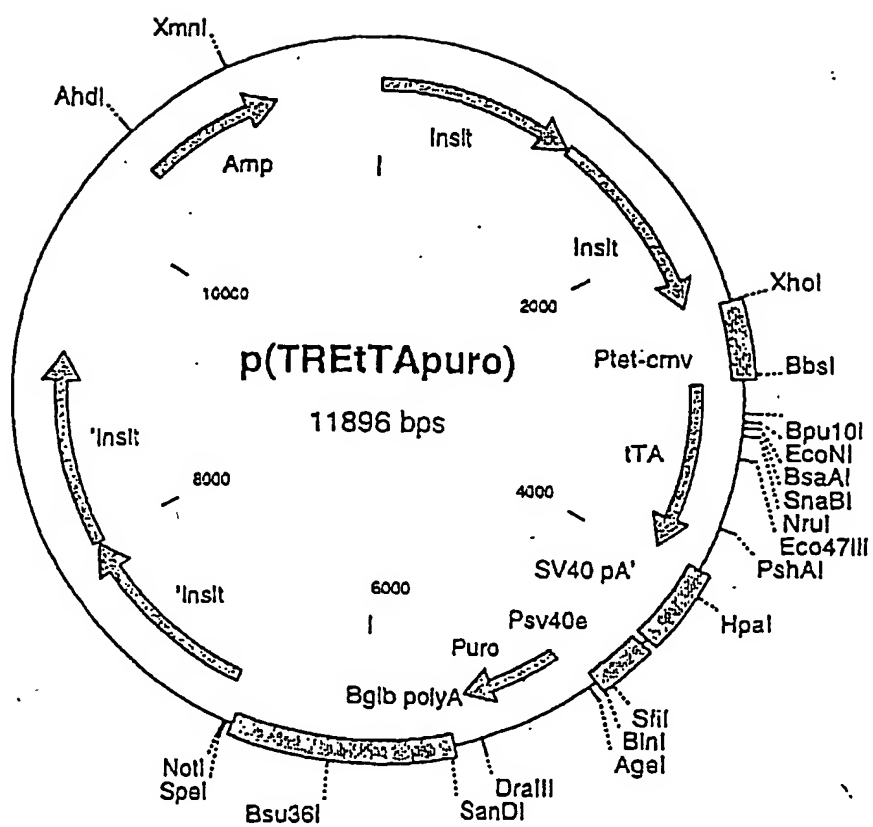 XmnI
AhdI
Amp
Inslt
Inslt
XhoI
10000
2000
p(TREtTApuro)
11896 bps
Ptet-cmv
BbsI
'Inslt
tTA
Bpu10I
EcoNI
BsaAI
SnaBI
NruI
Eco47III
PshAI
8000
4000
SV40 pA'
'Inslt
6000
Psv40e
HpaI
Puro
Bglb polyA
SfiI
BlnI
AgeI
NotI
SpeI
Bsu36I
DraIII
SanDI